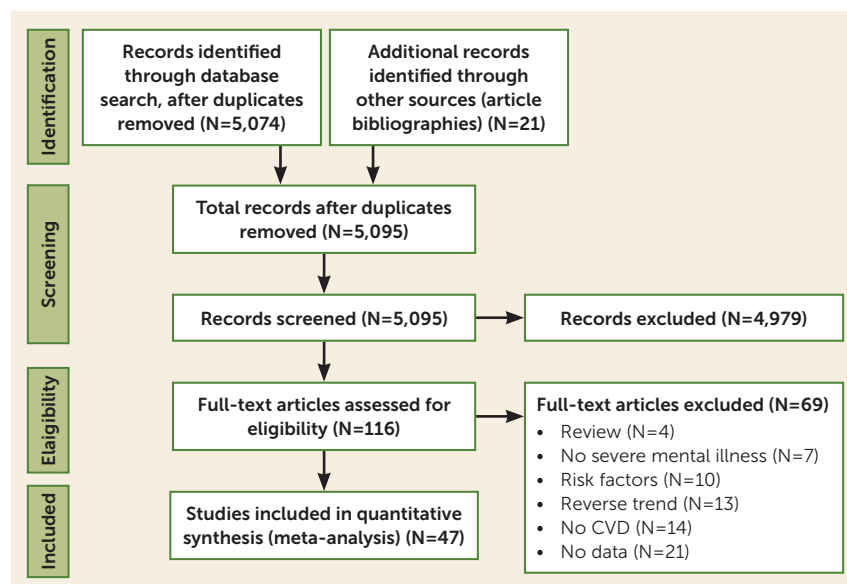 Identification
Records identified
through database
search, after duplicates
removed (N=5,074)
Additional records
identified through
other sources (article
bibliographies) (N=21)
Screening
Total records after duplicates
removed (N=5,095)
Records screened (N=5,095)
Records excluded (N=4,979)
Elaigibility
Full-text articles assessed for
eligibility (N=116)
Full-text articles excluded (N=69)
• Review (N=4)
• No severe mental illness (N=7)
• Risk factors (N=10)
• Reverse trend (N=13)
• No CVD (N=14)
• No data (N=21)
Included
Studies included in quantitative
synthesis (meta-analysis) (N=47)